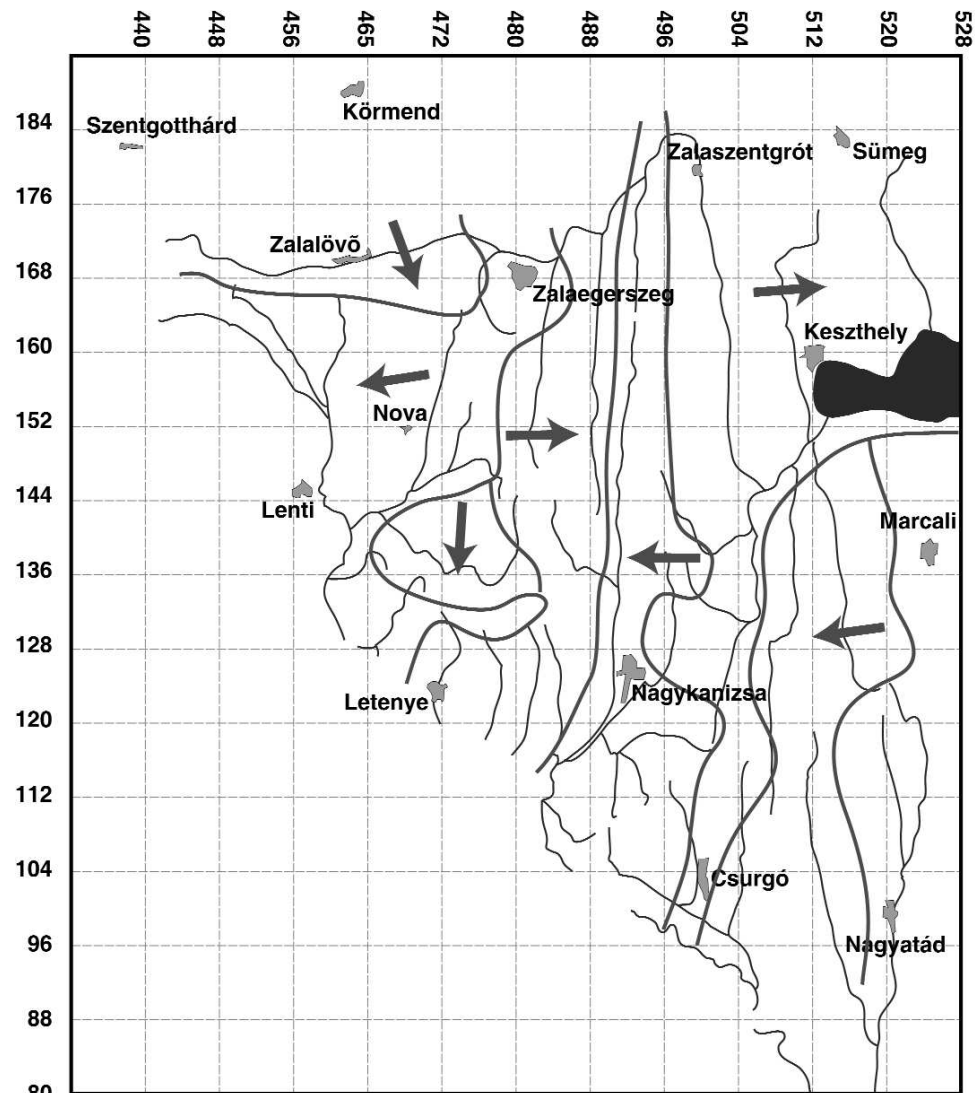 440 448 456 465 472 480 488 496 504 512 520 528
184
Körmend
Szentgotthárd
Zalaszentgrót
Sümeg
176
Zalalövõ
168
Zalaegerszeg
Keszthely
160
Nova
152
144
Lenti
Marcali
136
128
Nagykanizsa
Letenye
120
112
104
Csurgó
96
Nagyatád
88
80